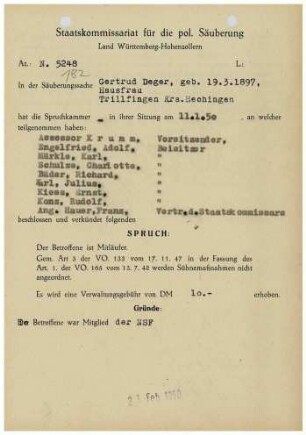 Staatskommissariat für die pol. Säuberung
Land Württemberg-Hohenzollern
Az.: N. 5248 L:
182
In der Säuberungssache Gertrud Deger, geb. 19.3.1897,
Hausfrau
Trillfingen Krs.Hechingen
hat die Spruchkammer in ihrer Sitzung am 11.1.50, an welcher
teilgenommen haben:
Assessor K r u m m, Vorsitzender,
Engelfried, Adolf, Beisitzer
Märkle, Karl, "
Schulze, Charlotte, "
Bäder, Richard, "
Julius, "
Ernst, "
Kons, Rudolf, "
Ang. Hauer, Franz, Vertr.d.Staatskommissars
beschlossen und verkündet folgenden
SPRUCH:
Der Betroffene ist Mitläufer.
Gem. Art 2 der VO. 133 vom 17. 11. 47 in der Fassung des
Art. 1, der VO. 165 vom 13. 7. 48 werden Sühnemaßnahmen nicht
angeordnet.
Es wird eine Verwaltungsgebühr von DM 10.- erhoben.
Gründe:
De Betroffene war Mitglied der NSF
Feb 1950